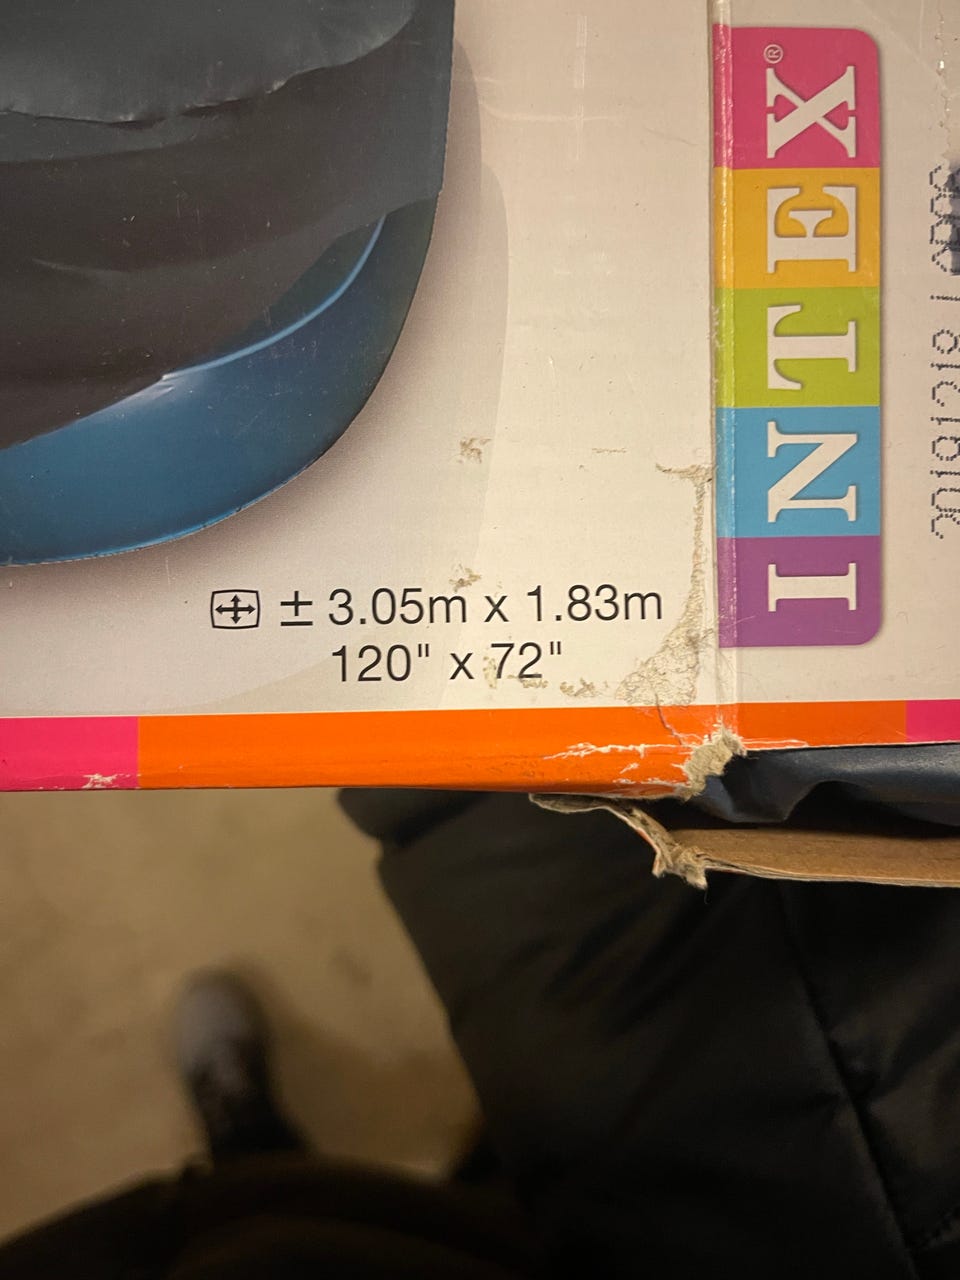 ± 3.05m x 1.83m
120" x 72"
INTEX®